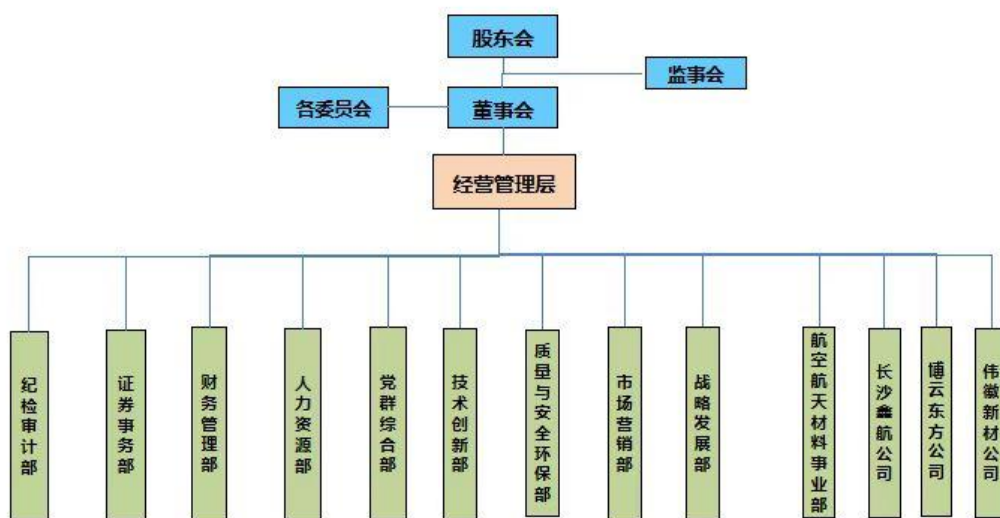 股东会
监事会
各委员会
董事会
经营管理层
纪检审计部
证券事务部
财务管理部
人力资源部
党群综合部
技术创新部
质量与安全环保部
市场营销部
战略发展部
航空航天材料事业部
长沙鑫航公司
博云东方公司
伟徽新材公司